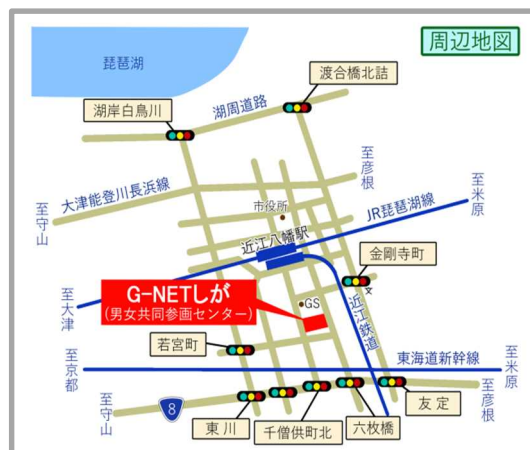 周辺地図
琵琶湖
渡合橋北詰
湖岸白鳥川
湖周道路
至彦根
大津能登川長浜線
至守山
市役所
至米原
JR琵琶湖線
近江八幡駅
金剛寺町
至大津
G-NETしが
(男女共同参画センター)
GS
近江鉄道
若宮町
東海道新幹線
至京都
至米原
8
至守山
東川
千僧供町北
六枚橋
友定
至彦根